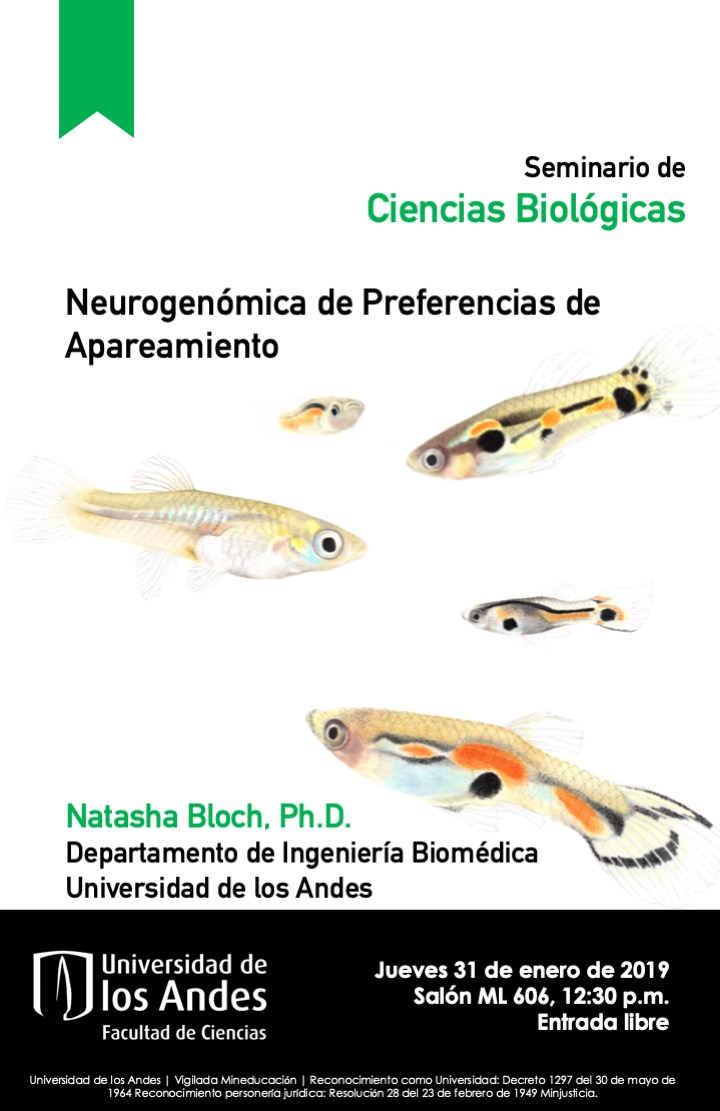 Seminario de
Ciencias Biológicas
Neurogenómica de Preferencias de
Apareamiento
Natasha Bloch, Ph.D.
Departamento de Ingeniería Biomédica
Universidad de los Andes
Universidad de
los Andes
Facultad de Ciencias
Jueves 31 de enero de 2019
Salón ML 606, 12:30 p.m.
Entrada libre
Universidad de los Andes | Vigilada Mineducación | Reconocimiento como Universidad: Decreto 1297 del 30 de mayo de
1964 Reconocimiento personería jurídica: Resolución 28 del 23 de febrero de 1949 Minjusticia.